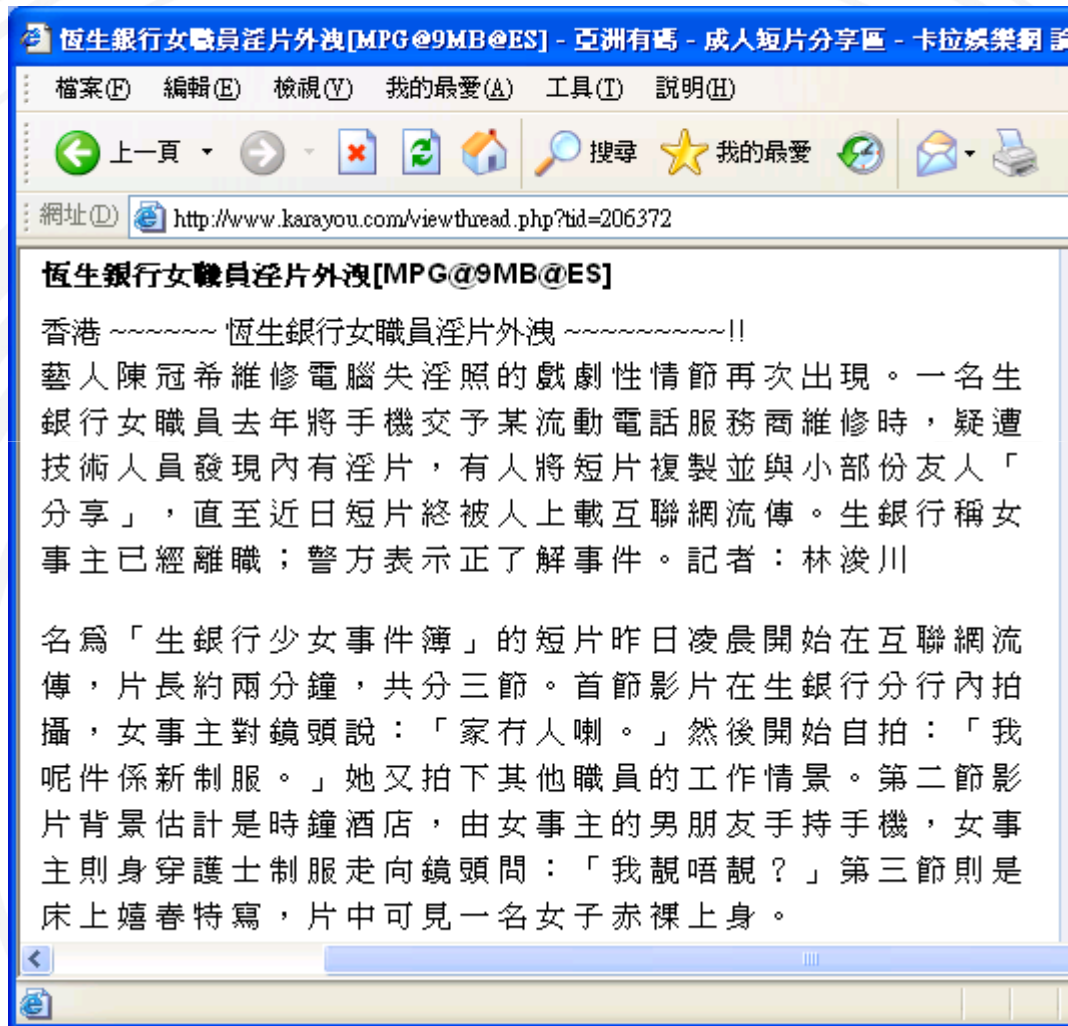 恆生銀行女職員淫片外洩[MPG@9MB@ES] - 亞洲有碼 - 成人短片分享區 - 卡拉娛樂網 論
檔案(F) 編輯(E) 檢視(V) 我的最愛(A) 工具(T) 說明(H)
上一頁 搜尋 我的最愛
網址(D) http://www.karayou.com/viewthread.php?tid=206372
恆生銀行女職員淫片外洩[MPG@9MB@ES]
香港 ~~~~~~ 恆生銀行女職員淫片外洩 ~~~~~~~~~!!
藝人陳冠希維修電腦失淫照的戲劇性情節再次出現。一名生
銀行女職員去年將手機交予某流動電話服務商維修時,疑遭
技術人員發現內有淫片,有人將短片複製並與小部份友人「
分享」,直至近日短片終被人上載互聯網流傳。生銀行稱女
事主已經離職;警方表示正了解事件。記者:林浚川
名為「生銀行少女事件簿」的短片昨日凌晨開始在互聯網流
傳,片長約兩分鐘,共分三節。首節影片在生銀行分行內拍
攝,女事主對鏡頭說:「家冇人喇。」然後開始自拍:「我
呢件係新制服。」她又拍下其他職員的工作情景。第二節影
片背景估計是時鐘酒店,由女事主的男朋友手持手機,女事
主則身穿護士制服走向鏡頭問:「我靚唔靚?」第三節則是
床上嬉春特寫,片中可見一名女子赤裸上身。